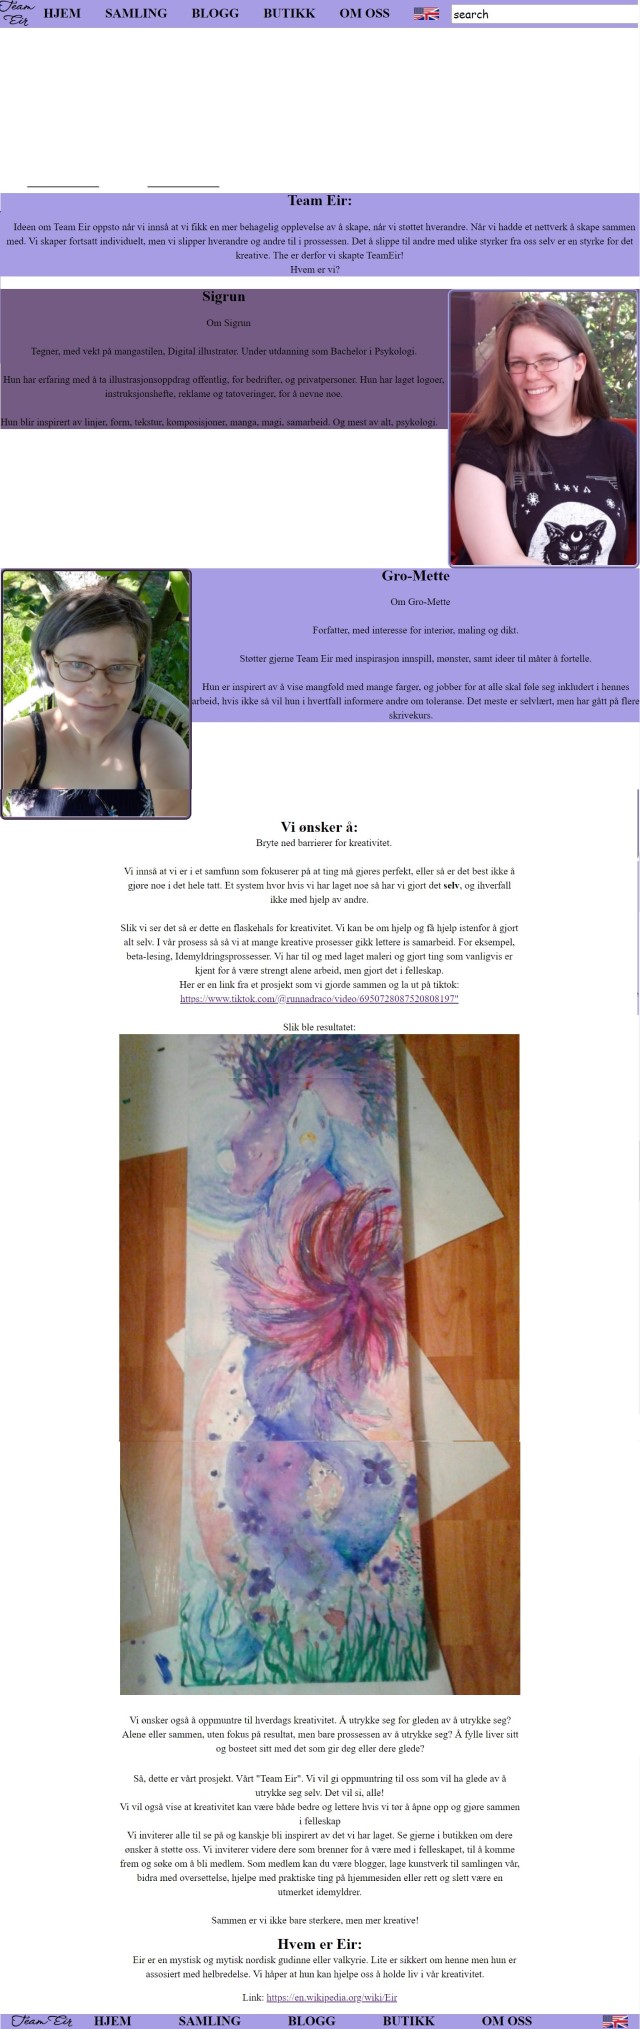 Team Eir HJEM SAMLING BLOGG BUTIKK OM OSS search
Team Eir:
Ideen om Team Eir oppsto når vi innså at vi fikk en mer behagelig opplevelse av å skape, når vi støttet hverandre. Når vi hadde et nettverk å skape sammen
med. Vi skaper fortsatt individuelt, men vi slipper hverandre og andre til i prossessen. Det å slippe til andre med ulike styrker fra oss selv er en styrke for det
kreative. The er derfor vi skapte TeamEir!
Hvem er vi?
Sigrun
Om Sigrun
Tegner, med vekt på mangastilen, Digital illustratør. Under utdanning som Bachelor i Psykologi.
Hun har erfaring med å ta illustrasjonsoppdrag offentlig, for bedrifter, og privatpersoner. Hun har laget logoer,
instruksjonshefte, reklame og tatoveringer, for å nevne noe.
Hun blir inspirert av linjer, form, tekstur, komposisjoner, manga, magi, samarbeid. Og mest av alt, psykologi.
Gro-Mette
Om Gro-Mette
Forfatter, med interesse for interiør, maling og dikt.
Støtter gjerne Team Eir med inspirasjon innspill, mønster, samt ideer til måter å fortelle.
Hun er inspirert av å vise mangfold med mange farger, og jobber for at alle skal føle seg inkludert i hennes
arbeid, hvis ikke så vil hun i hvertfall informere andre om toleranse. Det meste er selvlært, men har gått på flere
skrivekurs.
Vi ønsker å:
Bryte ned barrierer for kreativitet.
Vi innså at vi er i et samfunn som fokuserer på at ting må gjøres perfekt, eller så er det best ikke å
gjøre noe i det hele tatt. Et system hvor hvis vi har laget noe så har vi gjort det selv, og ihverfall
ikke med hjelp av andre.
Slik vi ser det så er dette en flaskehals for kreativitet. Vi kan be om hjelp og få hjelp istenfor å gjort
alt selv. I vår prosess så så vi at mange kreative prosesser gikk lettere is samarbeid. For eksempel,
beta-lesing, Idemyldringsprossesser. Vi har til og med laget maleri og gjort ting som vanligvis er
kjent for å være strengt alene arbeid, men gjort det i felleskap.
Her er en link fra et prosjekt som vi gjorde sammen og la ut på tiktok:
https://www.tiktok.com/@runnadraco/video/6950728087520808197"
Slik ble resultatet:
Vi ønsker også å oppmuntre til hverdags kreativitet. Å utrykke seg for gleden av å utrykke seg?
Alene eller sammen, uten fokus på resultat, men bare prossessen av å utrykke seg? Å fylle liver sitt
og bosteet sitt med det som gir deg eller dere glede?
Så, dette er vårt prosjekt. Vårt "Team Eir". Vi vil gi oppmuntring til oss som vil ha glede av å
utrykke seg selv. Det vil si, alle!
Vi vil også vise at kreativitet kan være både bedre og lettere hvis vi tør å åpne opp og gjøre sammen
i felleskap
Vi inviterer alle til se på og kanskje bli inspirert av det vi har laget. Se gjerne i butikken om dere
ønsker å støtte oss. Vi inviterer videre dere som brenner for å være med i felleskapet, til å komme
frem og søke om å bli medlem. Som medlem kan du være blogger, lage kunstverk til samlingen vår,
bidra med oversettelse, hjelpe med praktiske ting på hjemmesiden eller rett og slett være en
utmerket idemyldrer.
Sammen er vi ikke bare sterkere, men mer kreative!
Hvem er Eir:
Eir er en mystisk og mytisk nordisk gudinne eller valkyrie. Lite er sikkert om henne men hun er
assosiert med helbredelse. Vi håper at hun kan hjelpe oss å holde liv i vår kreativitet.
Link: https://en.wikipedia.org/wiki/Eir
Team Eir HJEM SAMLING BLOGG BUTIKK OM OSS